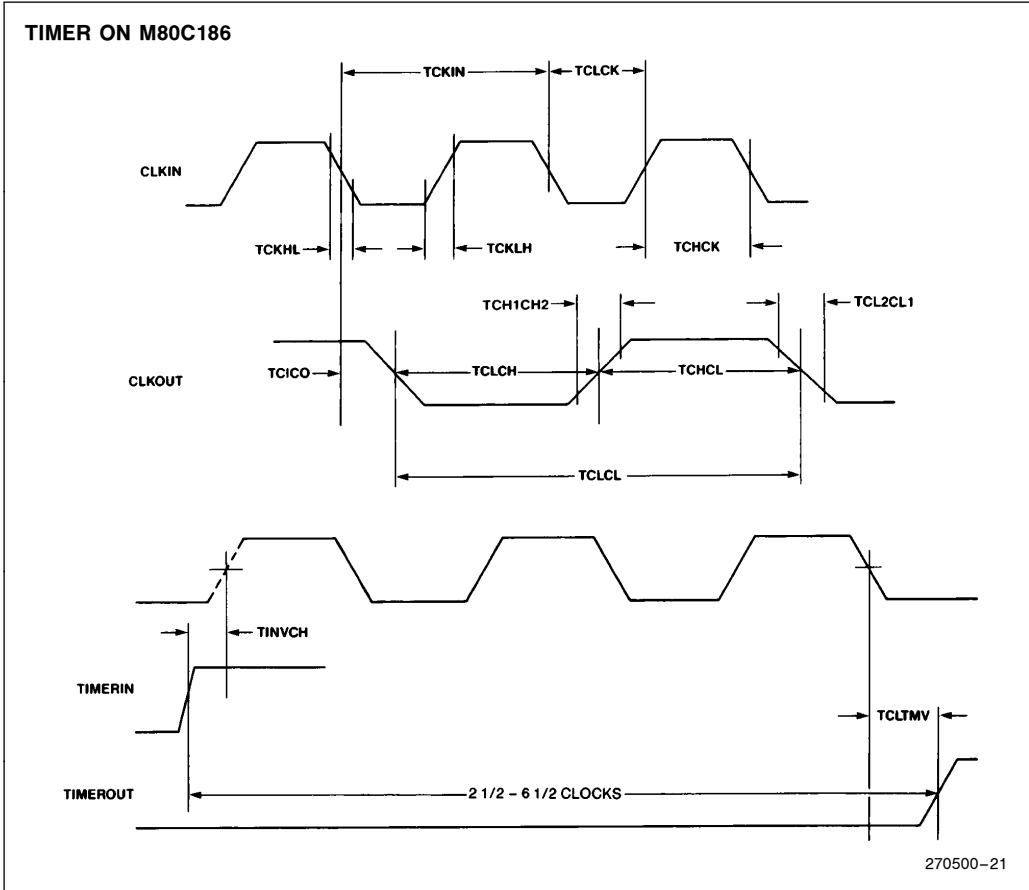 TIMER ON M80C186
TCKIN
TCLCK
CLKIN
TCKHL
TCKLH
TCHCK
TCH1CH2
TCL2CL1
CLKOUT
TCICO
TCLCH
TCHCL
TCLCL
TINVCH
TIMERIN
TCLTMV
TIMEROUT
2 1/2 – 6 1/2 CLOCKS
270500–21